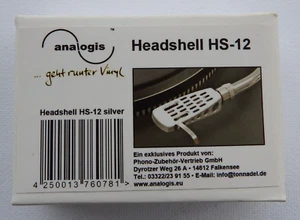 analogis
...geht runter Vinyl
Headshell HS-12
Headshell HS-12 silver
4 250013 760781 >
Ein exklusives Produkt von:
Phono-Zubehör-Vertrieb GmbH
Dyrotzer Weg 26 A - 14612 Falkensee
Tel.: 03322/23 91 55 - E-Mail: info@tonnadel.de
www.analogis.eu